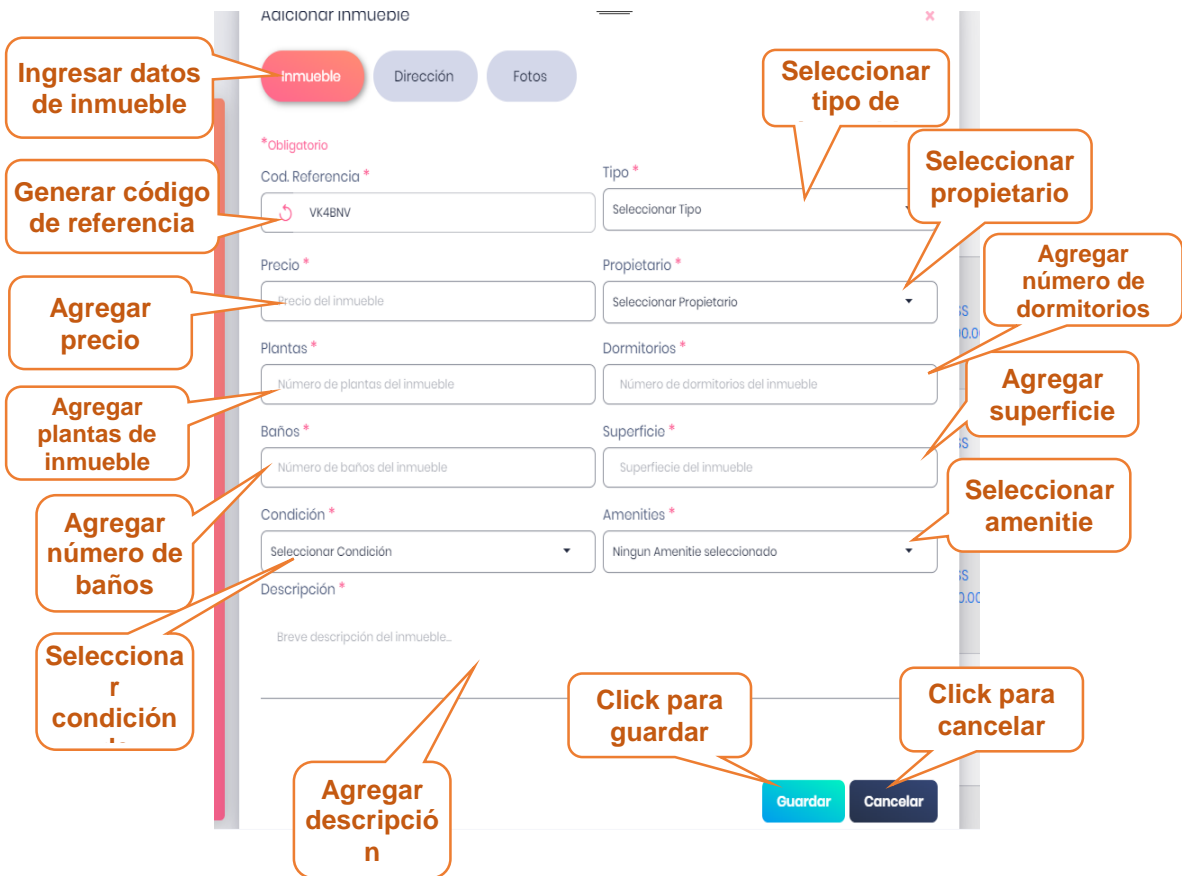 Adicionar Inmueble
x
Ingresar datos
de inmueble
Inmueble
Dirección
Fotos
Seleccionar
tipo de
*Obligatorio
Cod. Referencia *
Tipo *
Seleccionar
propietario
Generar código
de referencia
VK4BNV
Seleccionar Tipo
Precio *
Propietario *
Agregar
número de
dormitorios
Agregar
precio
Precio del inmueble
Seleccionar Propietario
Plantas *
Dormitorios *
Agregar
plantas de
inmueble
Número de plantas del inmueble
Número de dormitorios del inmueble
Agregar
superficie
Baños *
Superficie *
Número de baños del inmueble
Superfiecie del inmueble
Agregar
número de
baños
Seleccionar
amenitie
Condición *
Amenities *
Seleccionar Condición
Ningun Amenitie seleccionado
Descripción *
Breve descripción del inmueble...
Selecciona
r
condición
Click para
guardar
Click para
cancelar
Agregar
descripció
n
Guardar
Cancelar